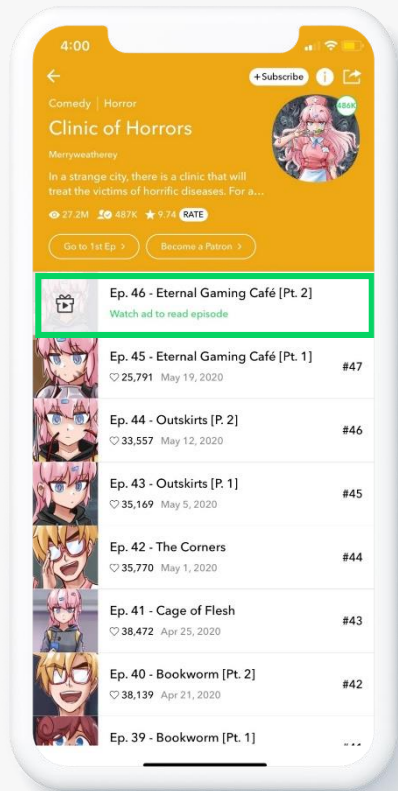 4:00
+Subscribe
i
Comedy | Horror
486K
Clinic of Horrors
Merryweatherey
In a strange city, there is a clinic that will
treat the victims of horrific diseases. For a...
27.2M 487K 9.74 RATE
Go to 1st Ep > Become a Patron >
Ep. 46 - Eternal Gaming Café [Pt. 2]
Watch ad to read episode
Ep. 45 - Eternal Gaming Café [Pt. 1]
25,791 May 19, 2020
#47
Ep. 44 - Outskirts [P. 2]
33,557 May 12, 2020
#46
Ep. 43 - Outskirts [P. 1]
35,169 May 5, 2020
#45
Ep. 42 - The Corners
35,770 May 1, 2020
#44
Ep. 41 - Cage of Flesh
38,472 Apr 25, 2020
#43
Ep. 40 - Bookworm [Pt. 2]
38,139 Apr 21, 2020
#42
Ep. 39 - Bookworm [Pt. 1]